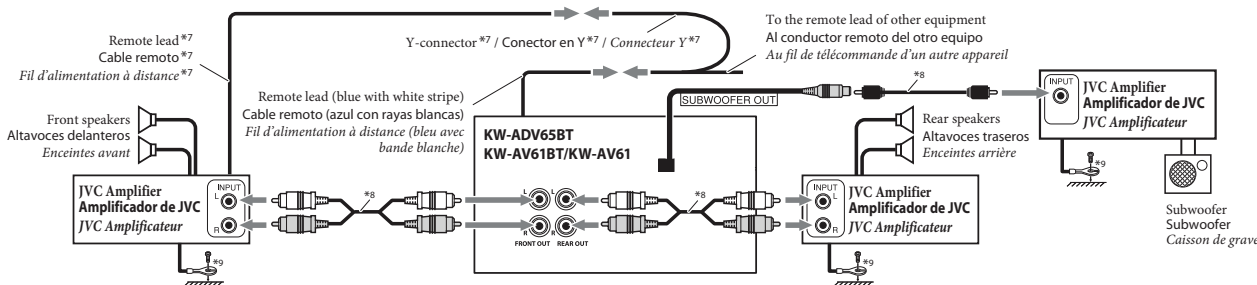 Remote lead*7
Cable remoto*7
Fil d'alimentation à distance*7
Y-connector*7 / Conector en Y*7 / Connecteur Y*7
To the remote lead of other equipment
Al conductor remoto del otro equipo
Au fil de télécommande d'un autre appareil
Remote lead (blue with white stripe)
Cable remoto (azul con rayas blancas)
Fil d'alimentation à distance (bleu avec
bande blanche)
SUBWOOFER OUT
*8
INPUT
JVC Amplifier
Amplificador de JVC
JVC Amplificateur
*9
Subwoofer
Subwoofer
Caisson de grave
Front speakers
Altavoces delanteros
Enceintes avant
KW-ADV65BT
KW-AV61BT/KW-AV61
Rear speakers
Altavoces traseros
Enceintes arrière
JVC Amplifier
Amplificador de JVC
JVC Amplificateur
INPUT
L
R
*9
*8
L
R
FRONT OUT
L
R
REAR OUT
*8
INPUT
L
R
JVC Amplifier
Amplificador de JVC
JVC Amplificateur
*9